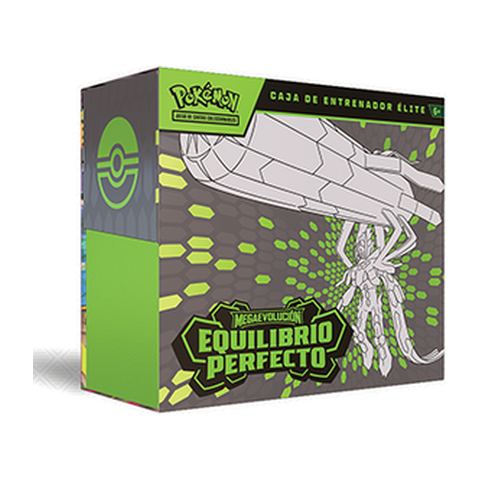 Pokémon
JUEGO DE CARTAS COLECCIONABLES
CAJA DE ENTRENADOR ÉLITE
6+
MEGAEVOLUCIÓN
EQUILIBRIO
PERFECTO